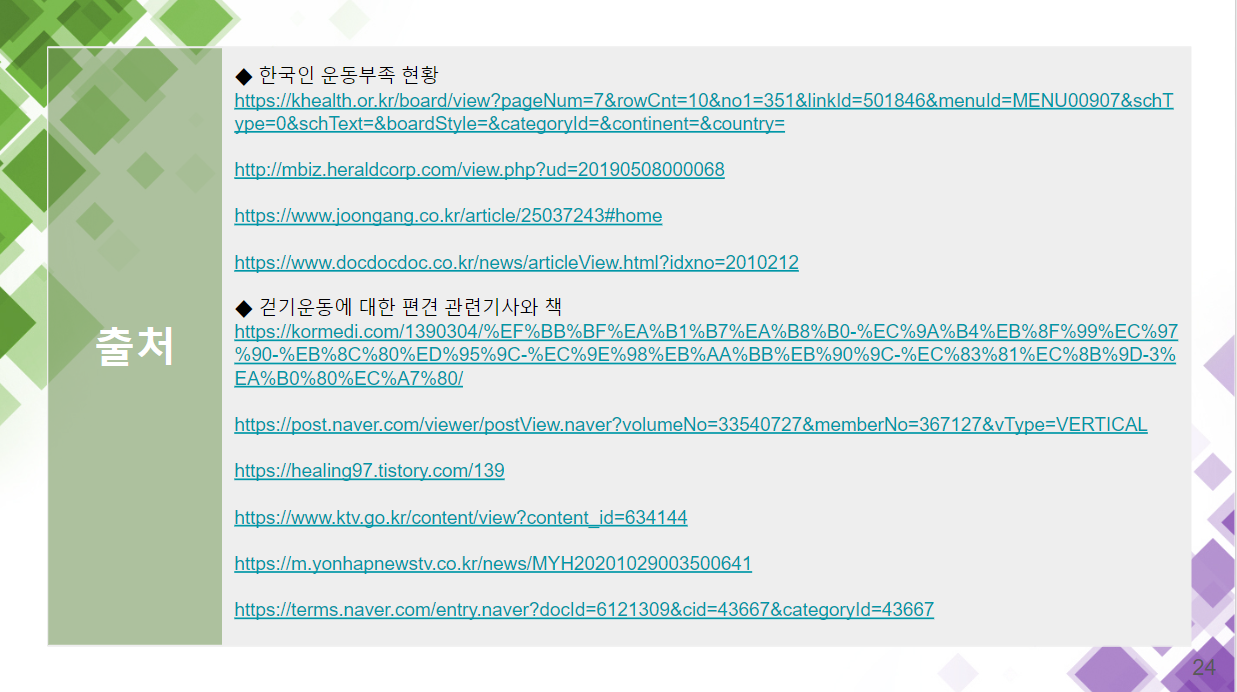 출처
◆ 한국인 운동부족 현황
https://khealth.or.kr/board/view?pageNum=7&rowCnt=10&no1=351&linkId=501846&menuId=MENU00907&schT
ype=0&schText=&boardStyle=&categoryId=&continent=&country=
http://mbiz.heraldcorp.com/view.php?ud=20190508000068
https://www.joongang.co.kr/article/25037243#home
https://www.docdocdoc.co.kr/news/articleView.html?idxno=2010212
◆ 걷기운동에 대한 편견 관련기사와 책
https://kormedi.com/1390304/%EF%BB%BF%EA%B1%B7%EA%B8%B0-%EC%9A%B4%EB%8F%99%EC%97
%90-%EB%8C%80%ED%95%9C-%EC%9E%98%EB%AA%BB%EB%90%9C-%EC%83%81%EC%8B%9D-3%
EA%B0%80%EC%A7%80/
https://post.naver.com/viewer/postView.naver?volumeNo=33540727&memberNo=367127&vType=VERTICAL
https://healing97.tistory.com/139
https://www.ktv.go.kr/content/view?content_id=634144
https://m.yonhapnewstv.co.kr/news/MYH20201029003500641
https://terms.naver.com/entry.naver?docId=6121309&cid=43667&categoryId=43667
24